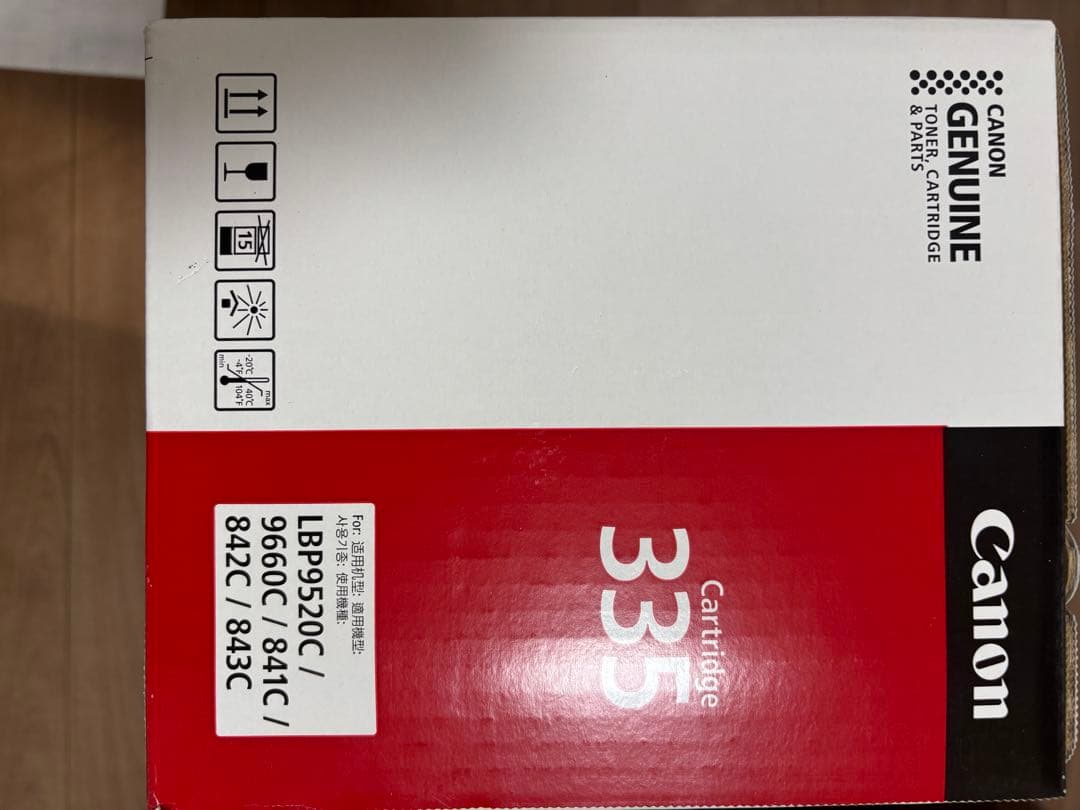 CANON
GENUINE
TONER, CARTRIDGE
& PARTS
15
max
40℃
104°F
-20℃
-4°F
min
Canon
Cartridge
335
For: 适用机型: 適用機型:
사용기종: 使用機種:
LBP9520C /
9660C / 841C /
842C / 843C